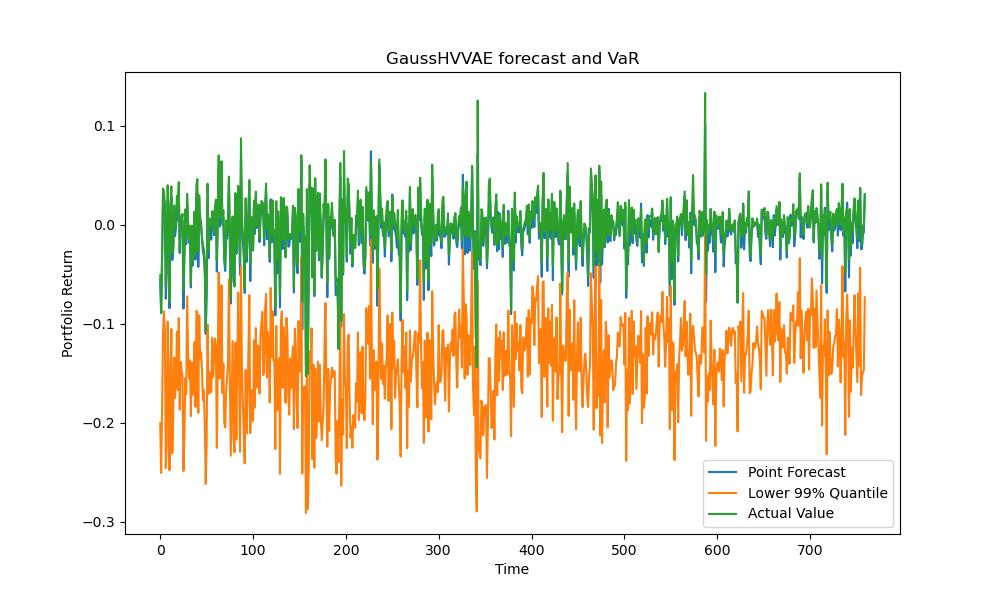 GaussHVVAE forecast and VaR
0.1
0.0
−0.1
−0.2
−0.3
Portfolio Return
0 100 200 300 400 500 600 700
Time
Point Forecast
Lower 99% Quantile
Actual Value